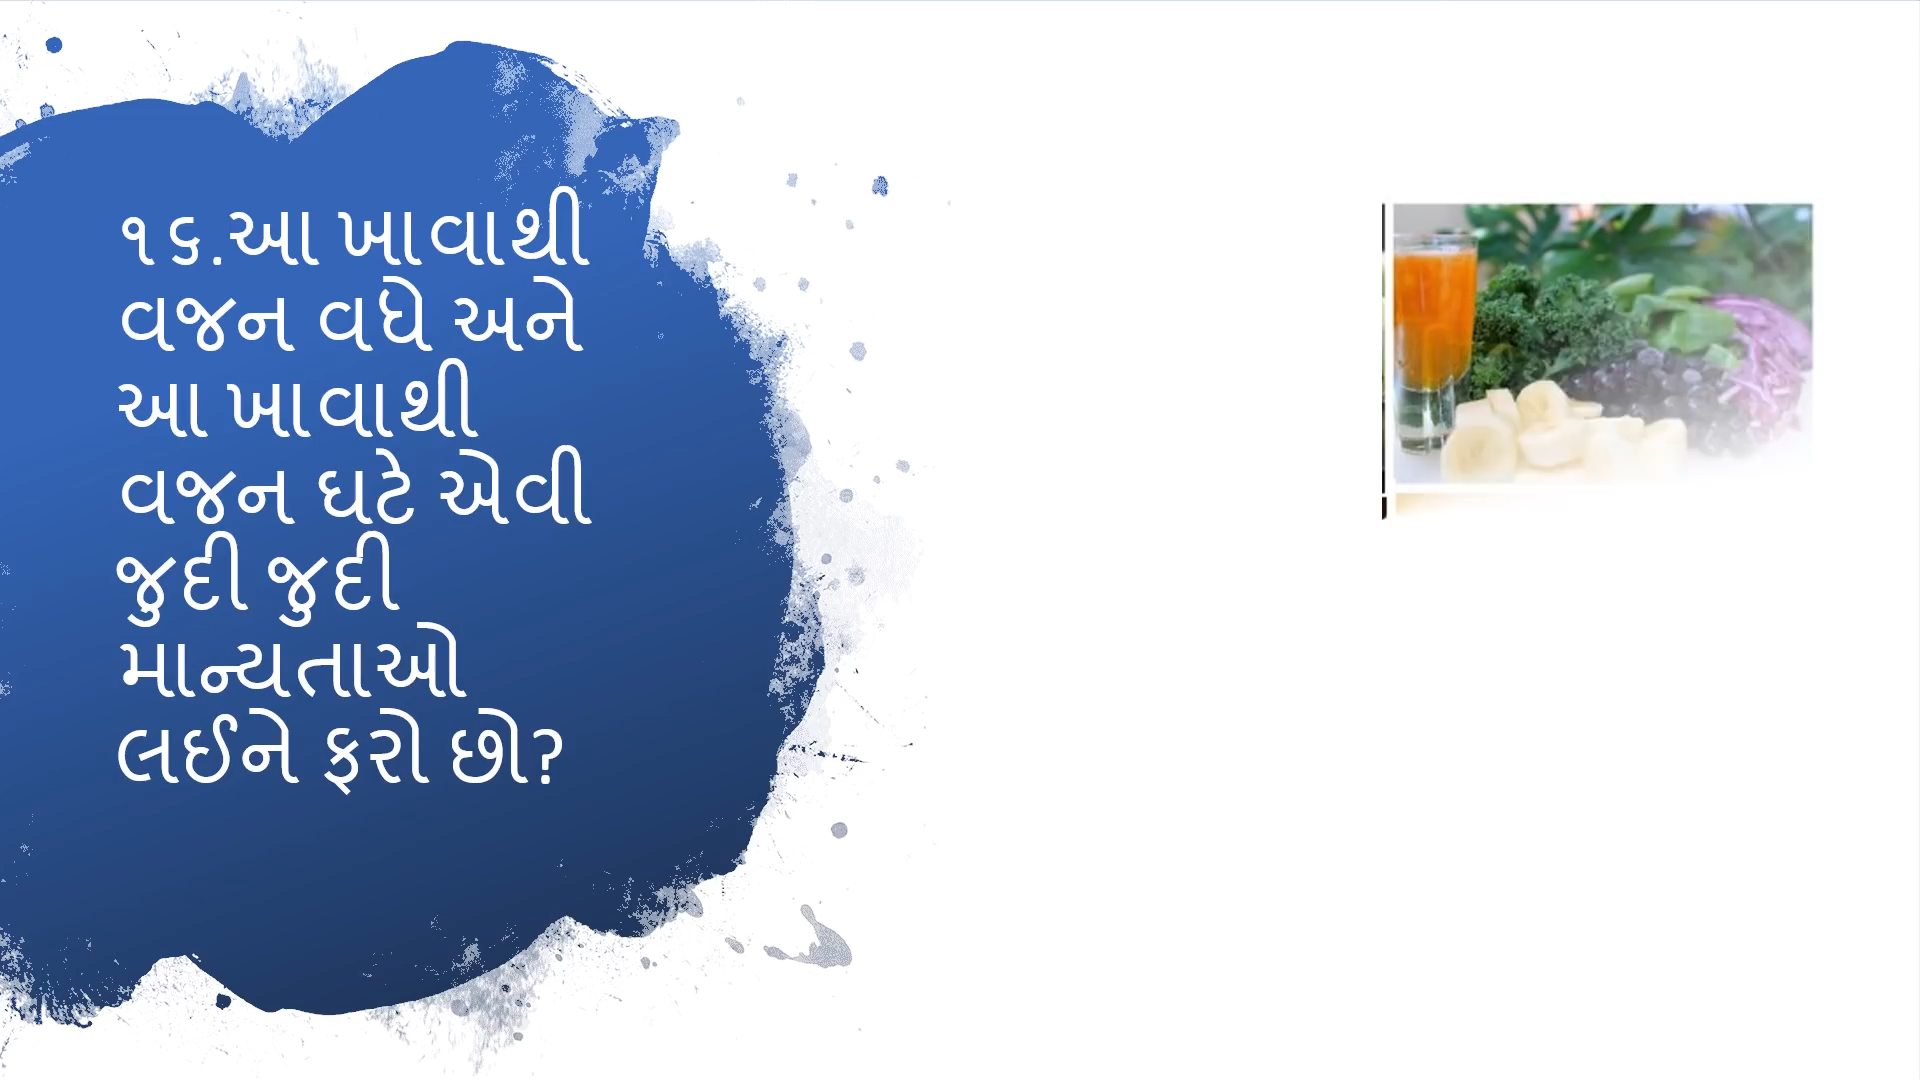 ૧૬.આ ખાવાથી
વજન વધે અને
આ ખાવાથી
વજન ઘટે એવી
જુદી જુદી
માન્યતાઓ
લઈને ફરો છો?